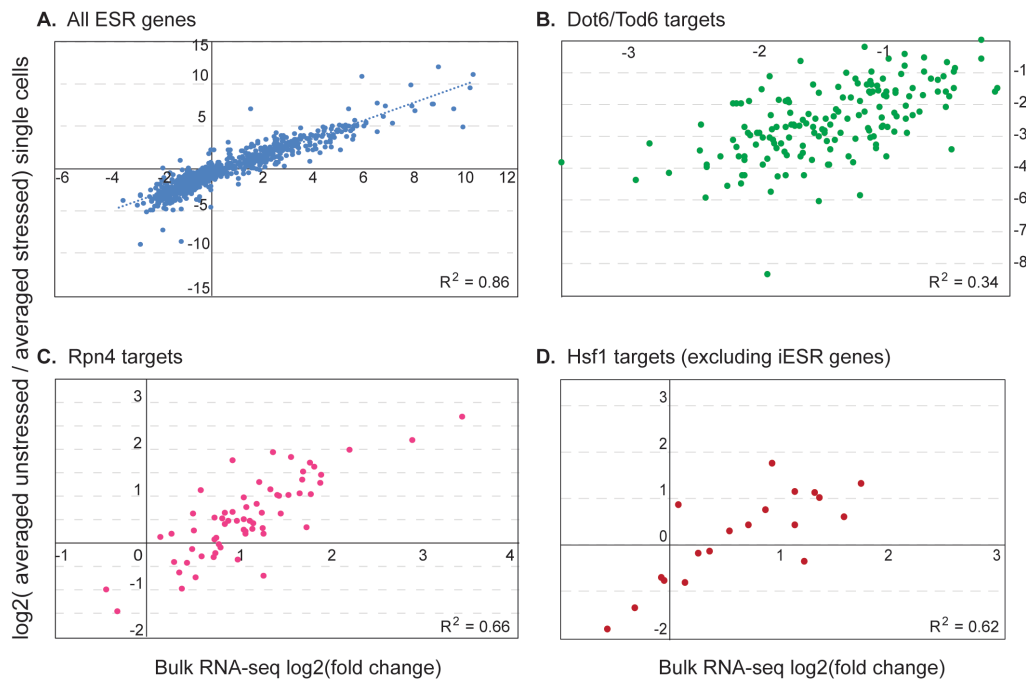 A. All ESR genes
B. Dot6/Tod6 targets
15
10
5
-6 -4 -2 2 4 6 8 10 12
-5
-10
-15
R² = 0.86
-3 -2 -1
-1
-2
-3
-4
-5
-6
-7
-8
R² = 0.34
log2( averaged unstressed / averaged stressed) single cells
C. Rpn4 targets
D. Hsf1 targets (excluding iESR genes)
3
2
1
0
-1 0 1 2 3 4
-1
-2
R² = 0.66
3
2
1
0
0 1 2 3
-2
R² = 0.62
Bulk RNA-seq log2(fold change)
Bulk RNA-seq log2(fold change)